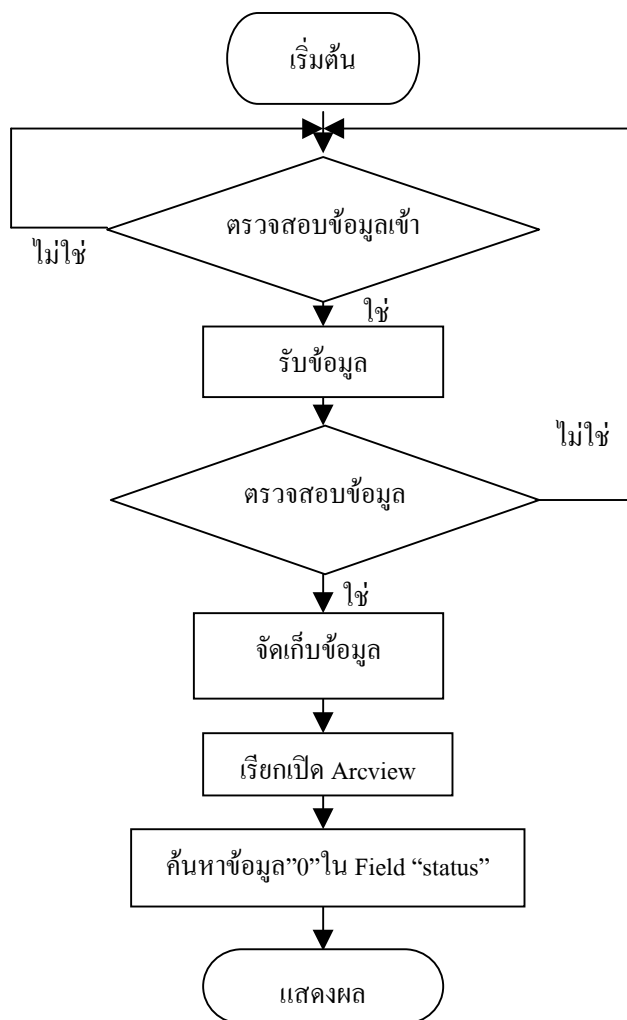 เริ่มต้น
ตรวจสอบข้อมูลเข้า
ไม่ใช่
ใช่
รับข้อมูล
ไม่ใช่
ตรวจสอบข้อมูล
ใช่
จัดเก็บข้อมูล
เรียกเปิด Arcview
ค้นหาข้อมูล”0”ใน Field “status”
แสดงผล